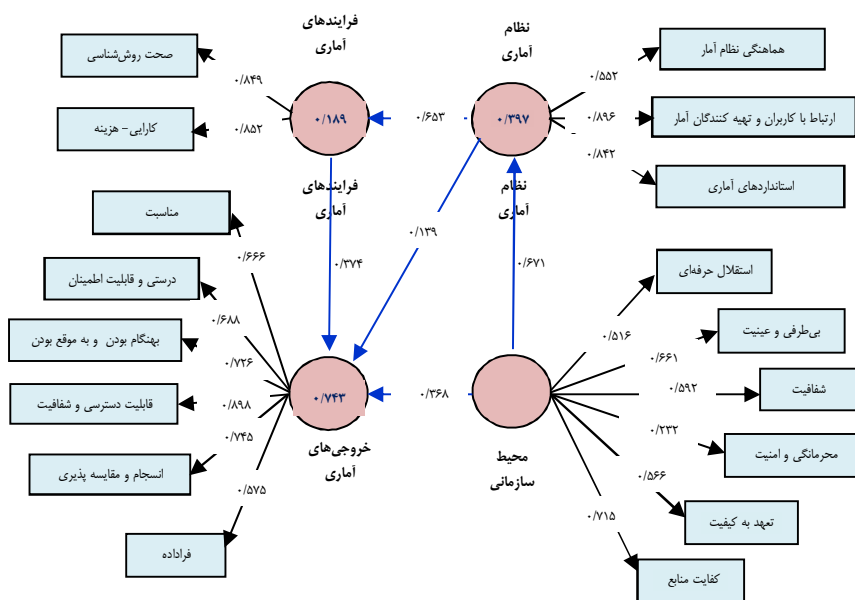 فرایندهای
آماری
نظام
آماری
صحت روش‌شناسی
هماهنگی نظام آمار
۰/۸۴۹
۰/۵۵۲
۰/۱۸۹
۰/۶۵۳
۰/۳۹۷
۰/۸۹۶
ارتباط با کاربران و تهیه کنندگان آمار
کارایی- هزینه
۰/۸۵۲
۰/۸۴۲
استانداردهای آماری
فرایندهای
آماری
نظام
آماری
مناسبت
۰/۱۳۹
۰/۶۶۶
۰/۳۷۴
۰/۶۷۱
استقلال حرفه‌ای
درستی و قابلیت اطمینان
۰/۶۸۸
۰/۵۱۶
بی‌طرفی و عینیت
بهنگام بودن و به موقع بودن
۰/۷۲۶
۰/۶۶۱
۰/۷۴۳
۰/۳۶۸
۰/۵۹۲
شفافیت
قابلیت دسترسی و شفافیت
۰/۸۹۸
۰/۲۳۲
۰/۷۴۵
خروجی‌های
آماری
محیط
سازمانی
محرمانگی و امنیت
انسجام و مقایسه پذیری
۰/۵۶۶
۰/۵۷۵
۰/۷۱۵
تعهد به کیفیت
فراداده
کفایت منابع